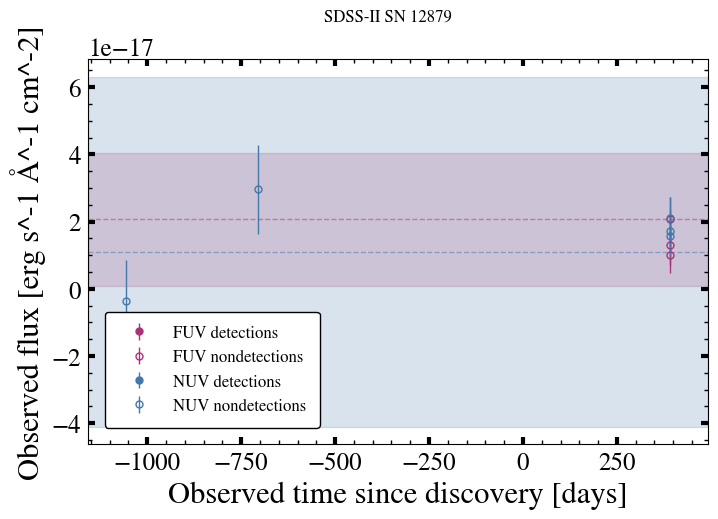 SDSS-II SN 12879
1e−17
Observed flux [erg s^-1 Å^-1 cm^-2]
6
4
2
0
−2
−4
FUV detections
FUV nondetections
NUV detections
NUV nondetections
−1000
−750
−500
−250
0
250
Observed time since discovery [days]